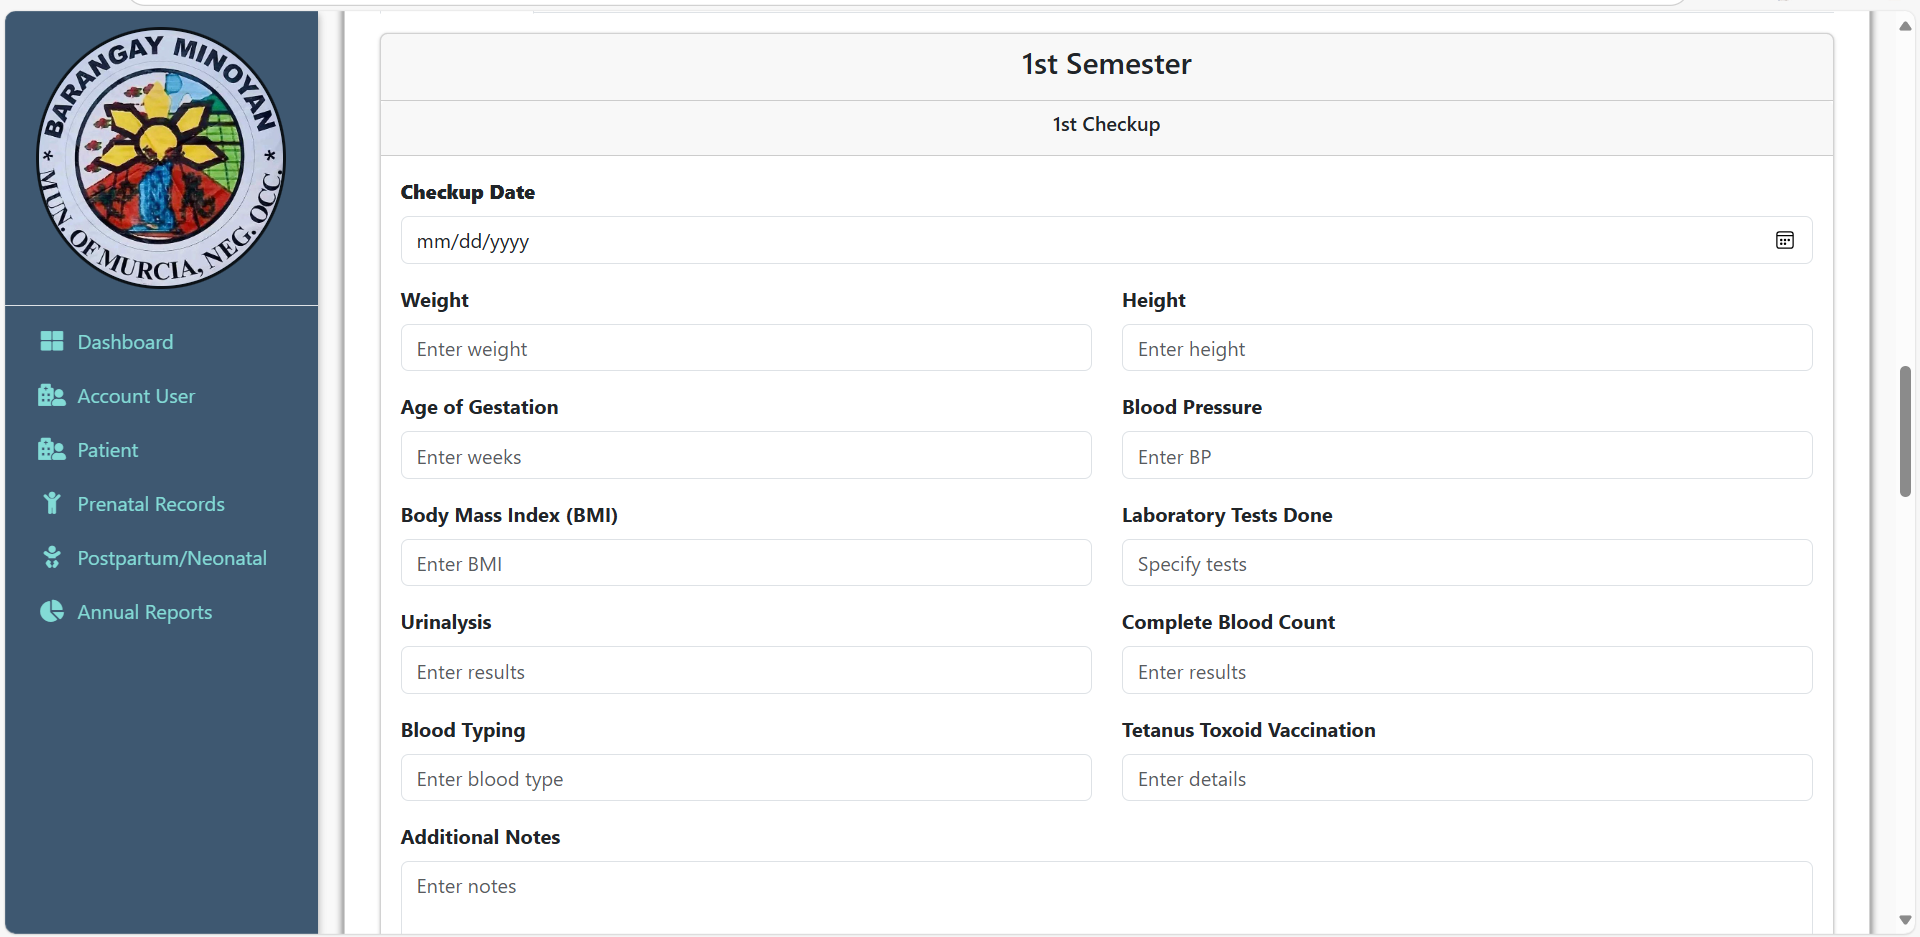 BARANGAY MINOYAN
* MUN. OF MURCIA, NEG. OCC. *
Dashboard
Account User
Patient
Prenatal Records
Postpartum/Neonatal
Annual Reports
1st Semester
1st Checkup
Checkup Date
mm/dd/yyyy
Weight Height
Enter weight Enter height
Age of Gestation Blood Pressure
Enter weeks Enter BP
Body Mass Index (BMI) Laboratory Tests Done
Enter BMI Specify tests
Urinalysis Complete Blood Count
Enter results Enter results
Blood Typing Tetanus Toxoid Vaccination
Enter blood type Enter details
Additional Notes
Enter notes